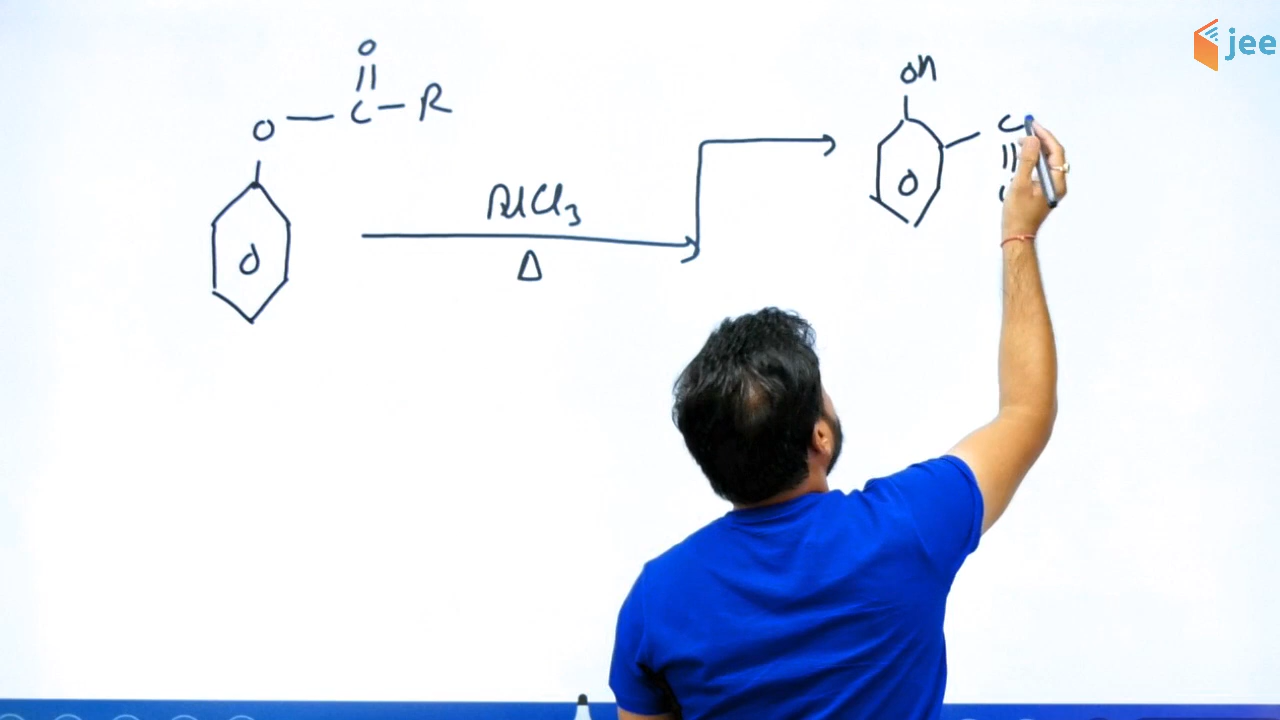 jee
O
||
O — C – R
OH
C
||
AlCl₃
Δ